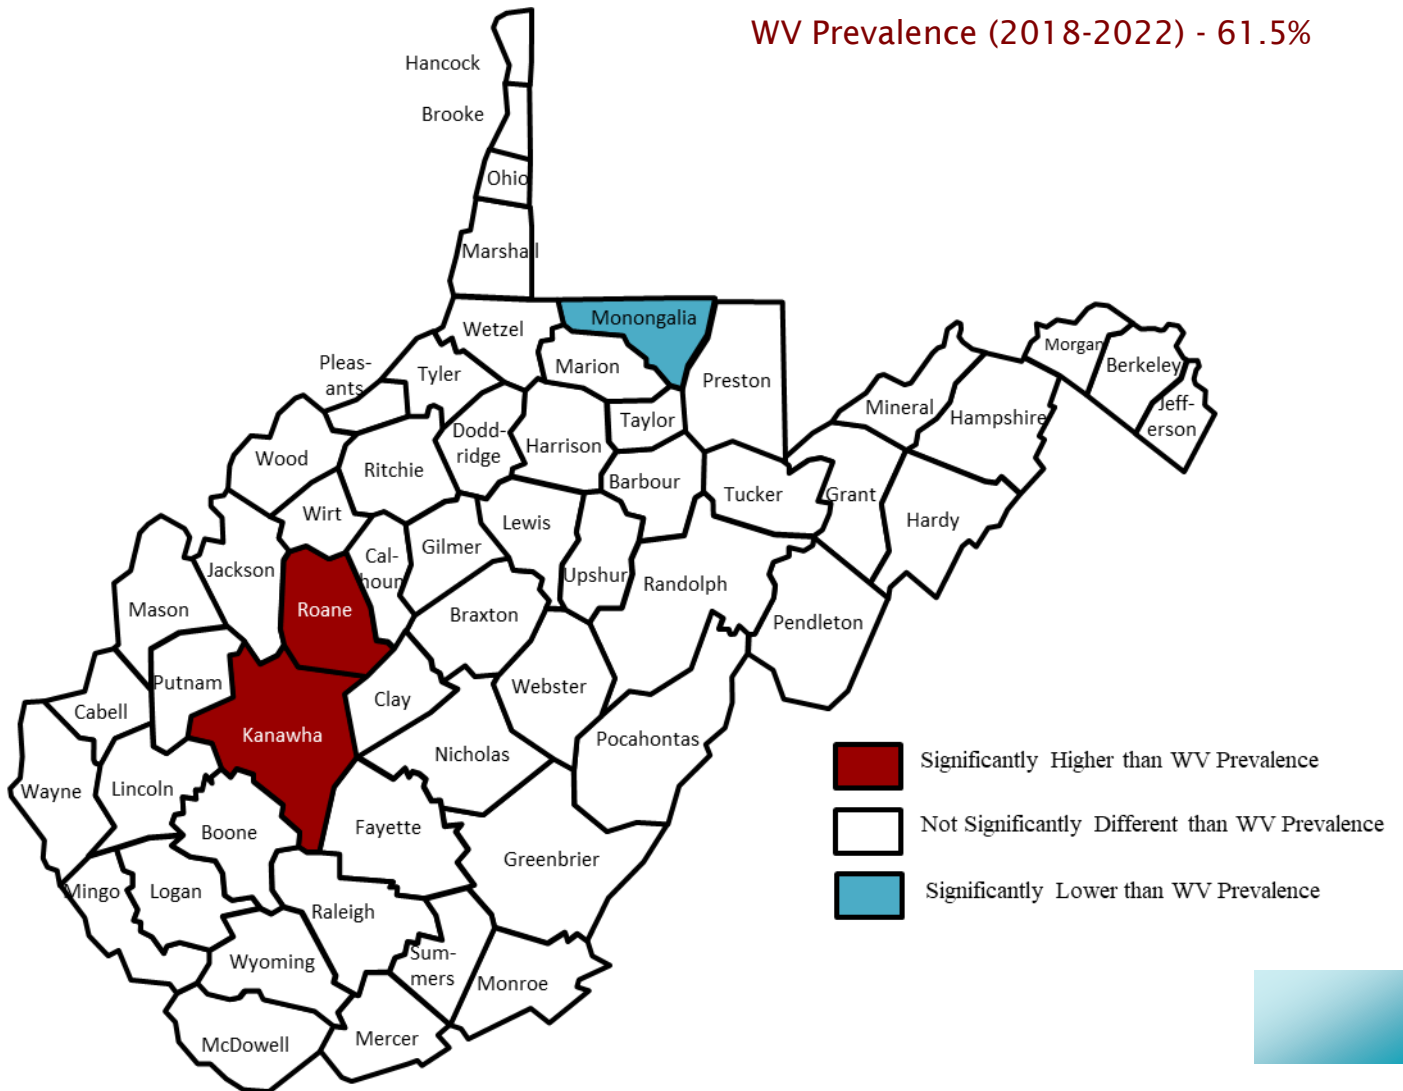 WV Prevalence (2018-2022) - 61.5%
Hancock
Brooke
Ohio
Marshall
Wetzel
Monongalia
Marion
Preston
Pleas-
ants
Tyler
Taylor
Dodd-
ridge
Harrison
Wood
Ritchie
Barbour
Tucker
Mineral
Hampshire
Morgan
Berkeley
Jeff-
erson
Grant
Hardy
Wirt
Lewis
Gilmer
Cal-
houn
Jackson
Roane
Upshur
Randolph
Mason
Braxton
Pendleton
Putnam
Clay
Webster
Cabell
Kanawha
Nicholas
Pocahontas
Wayne
Lincoln
Boone
Fayette
Greenbrier
Mingo
Logan
Raleigh
Wyoming
Sum-
mers
Monroe
McDowell
Mercer
Significantly Higher than WV Prevalence
Not Significantly Different than WV Prevalence
Significantly Lower than WV Prevalence